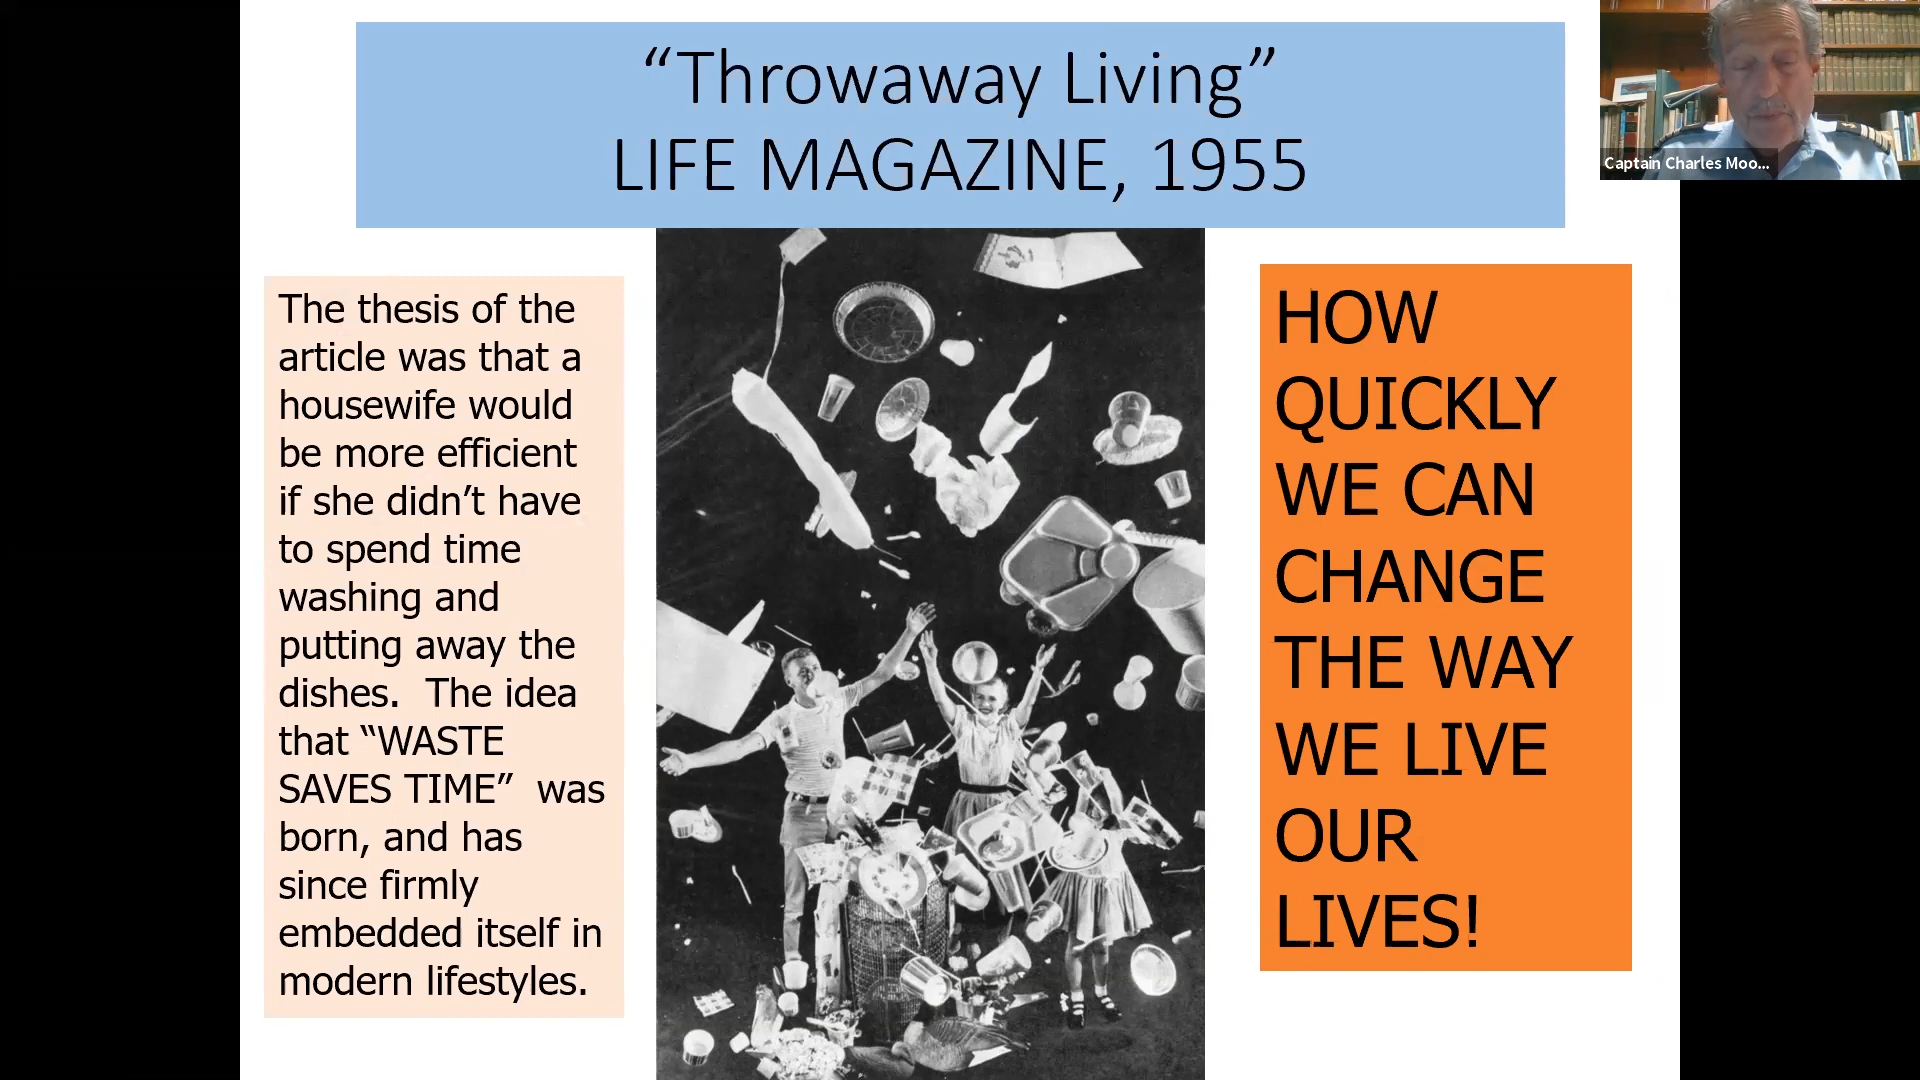 “Throwaway Living”
LIFE MAGAZINE, 1955
Captain Charles Moo...
The thesis of the
article was that a
housewife would
be more efficient
if she didn’t have
to spend time
washing and
putting away the
dishes.  The idea
that “WASTE
SAVES TIME”  was
born, and has
since firmly
embedded itself in
modern lifestyles.
HOW
QUICKLY
WE CAN
CHANGE
THE WAY
WE LIVE
OUR
LIVES!